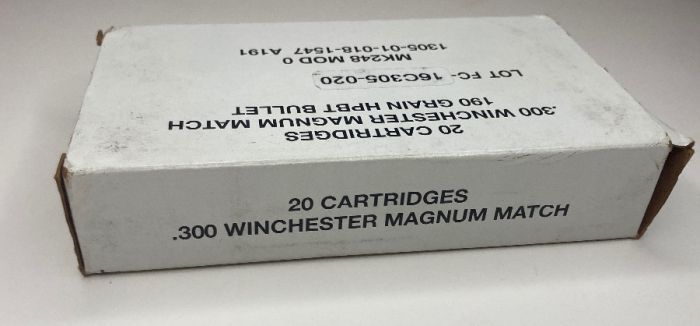 20 CARTRIDGES
.300 WINCHESTER MAGNUM MATCH
190 GRAIN HPBT BULLET
LOT FC- 16C305-020
MK248 MOD 0
1305-01-018-1547 A191
20 CARTRIDGES
.300 WINCHESTER MAGNUM MATCH